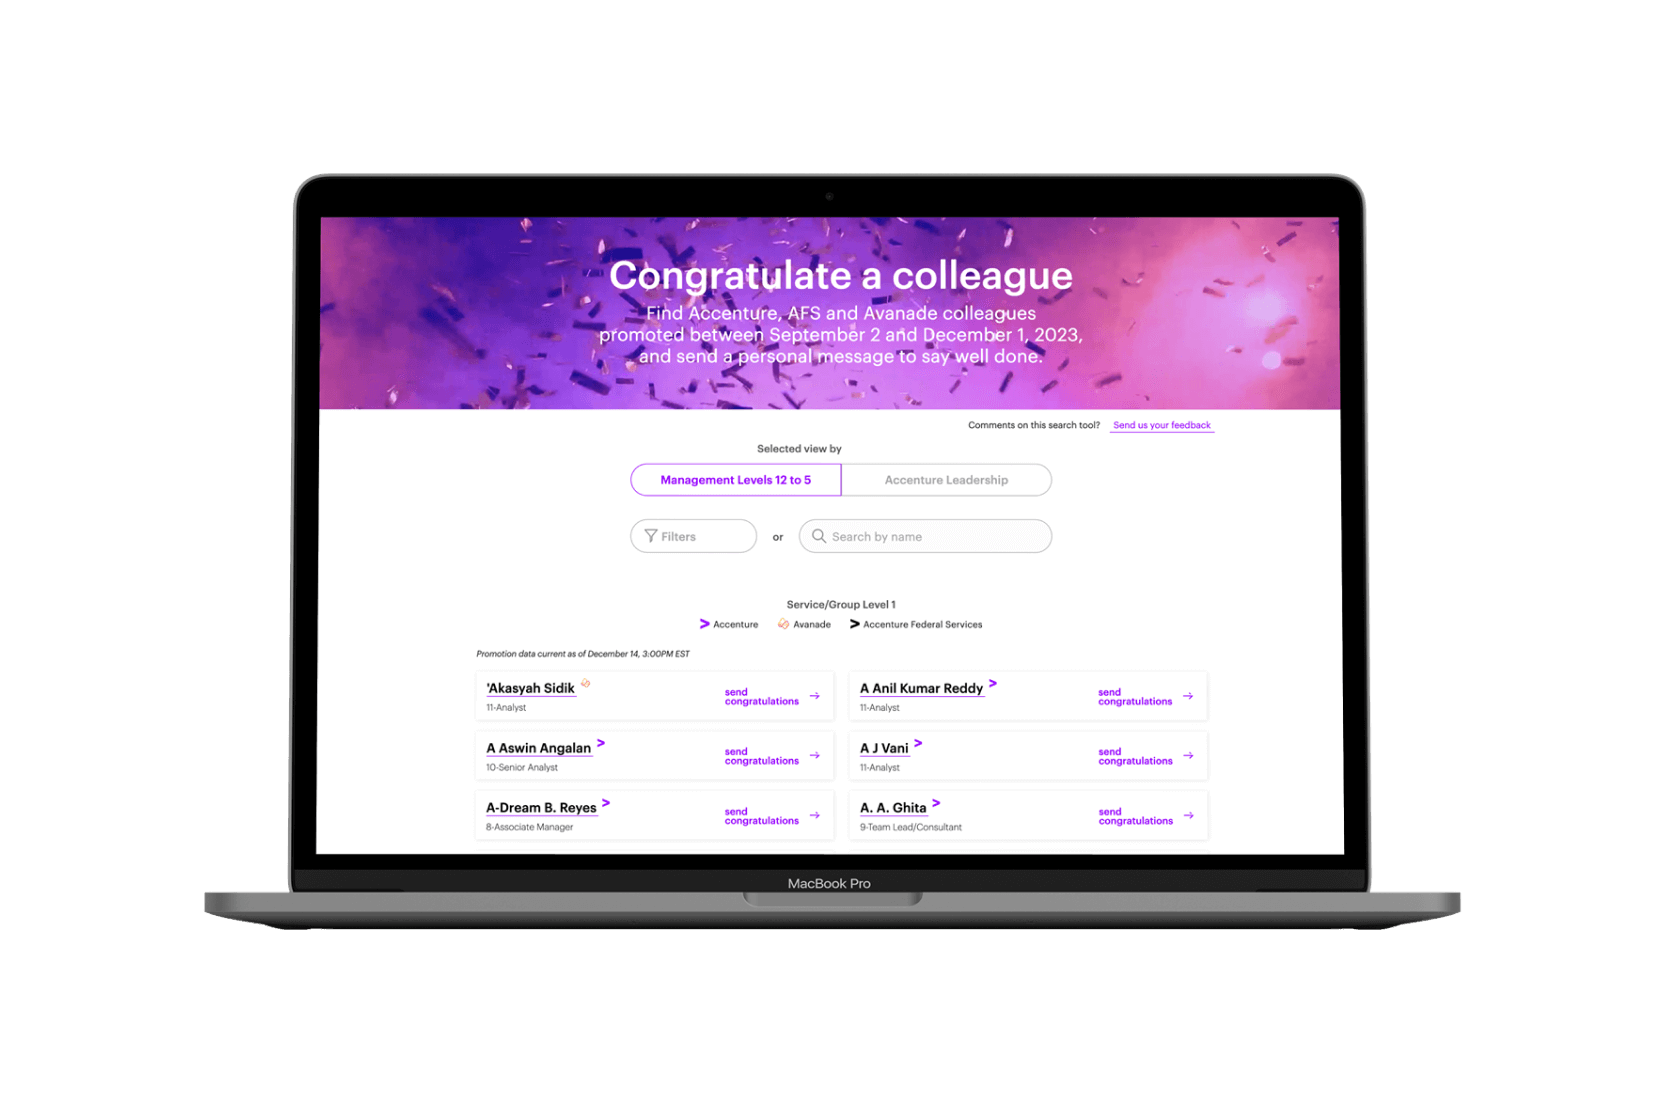 Congratulate a colleague
Find Accenture, AFS and Avanade colleagues
promoted between September 2 and December 1, 2023,
and send a personal message to say well done.
Comments on this search tool? Send us your feedback
Selected view by
Management Levels 12 to 5
Accenture Leadership
Filters
or
Search by name
Service/Group Level 1
> Accenture
Avanade
> Accenture Federal Services
Promotion data current as of December 14, 3:00PM EST
'Akasyah Sidik
11-Analyst
send
congratulations →
A Anil Kumar Reddy >
11-Analyst
send
congratulations →
A Aswin Angalan >
10-Senior Analyst
send
congratulations →
A J Vani >
11-Analyst
send
congratulations →
A-Dream B. Reyes >
8-Associate Manager
send
congratulations →
A. A. Ghita >
9-Team Lead/Consultant
send
congratulations →
MacBook Pro